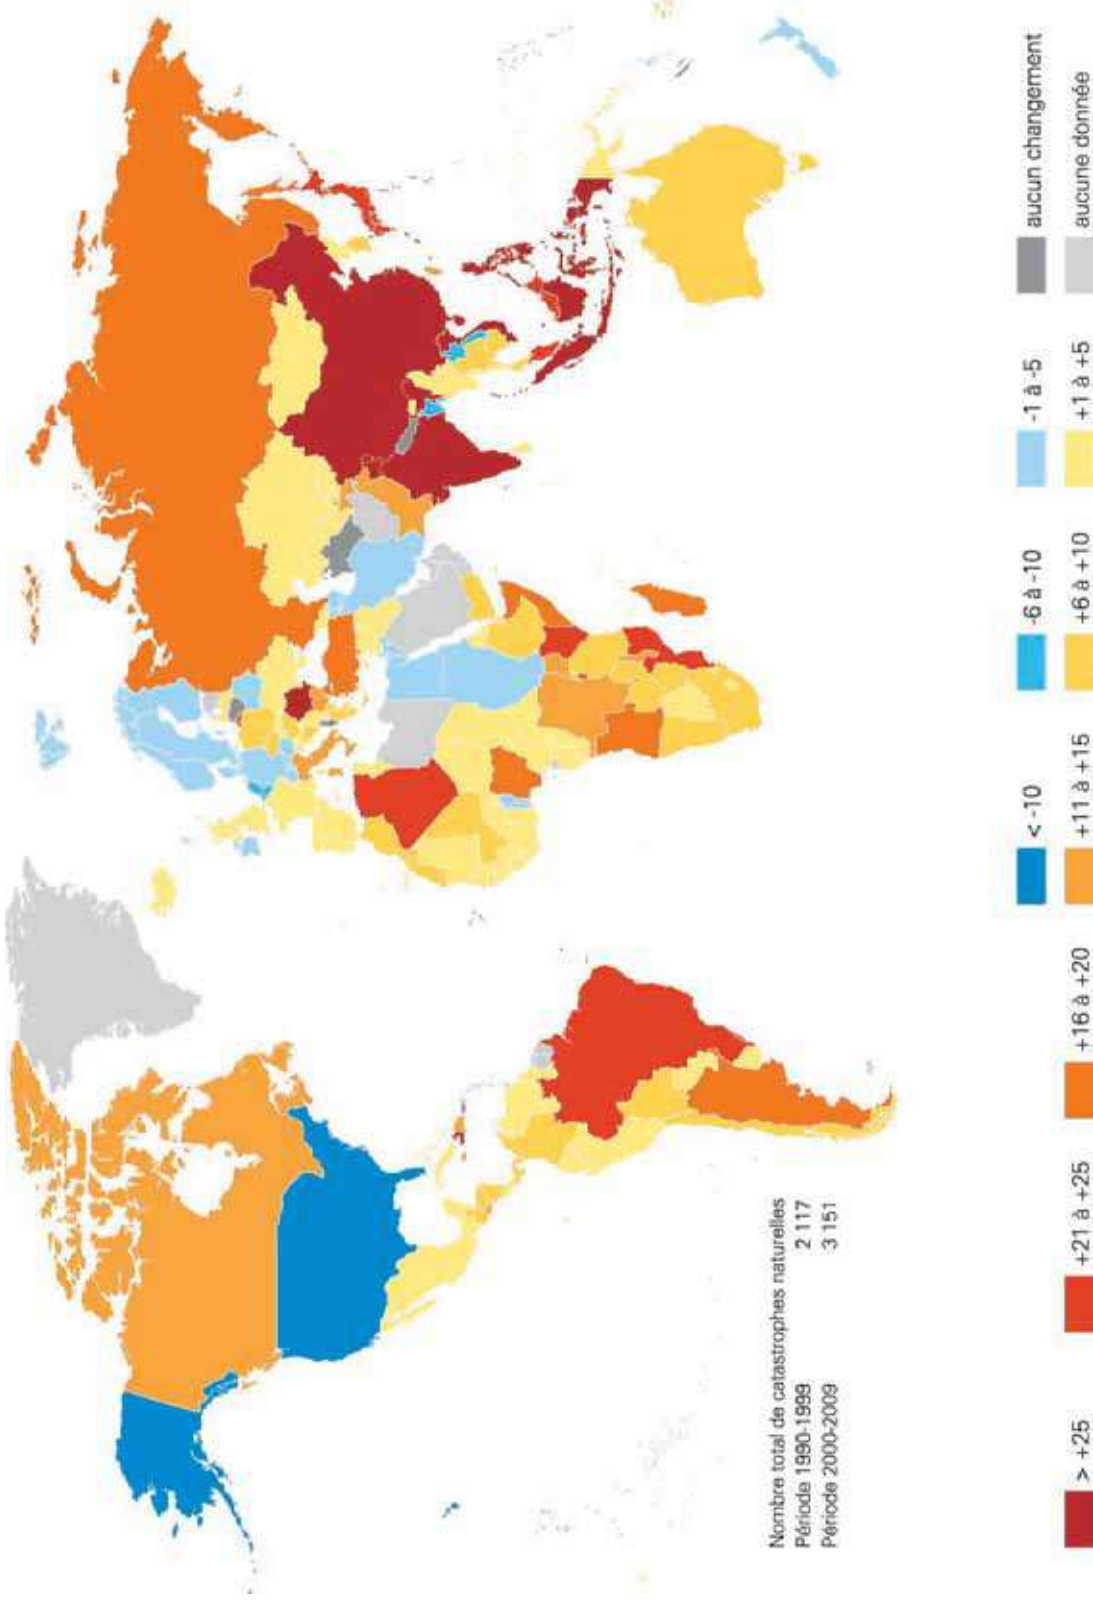 Nombre total de catastrophes naturelles
Période 1990-1999 2 117
Période 2000-2009 3 151
< -10 -6 à -10 -1 à -5 aucun changement
> +25 +21 à +25 +16 à +20 +11 à +15 +6 à +10 +1 à +5 aucune donnée